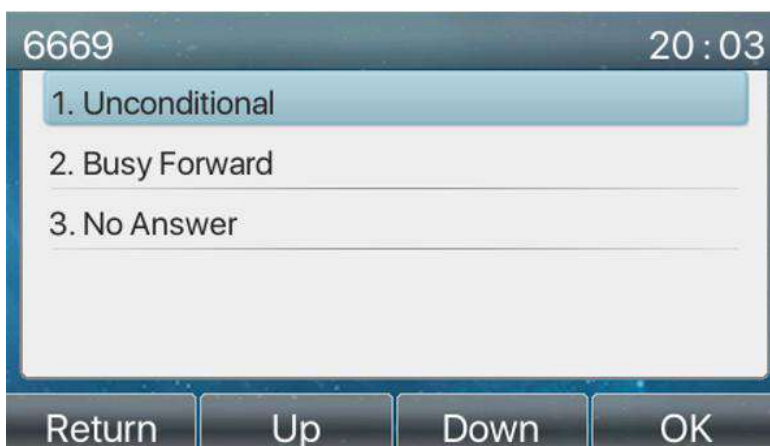 6669 20:03
1. Unconditional
2. Busy Forward
3. No Answer
Return Up Down OK